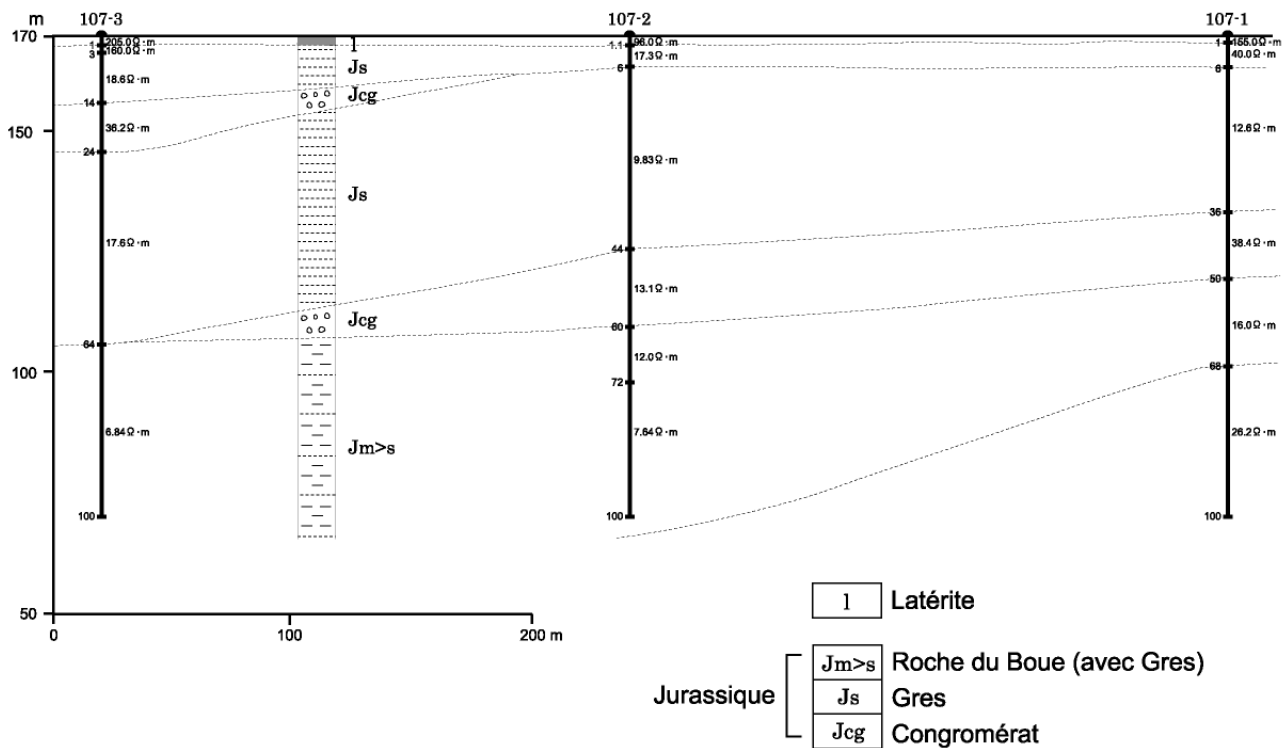 m
107-3
107-2
107-1
170
1
205.0Ω·m
3
160.0Ω·m
18.6Ω·m
14
36.2Ω·m
24
17.6Ω·m
64
6.84Ω·m
100
l
Js
Jcg
Js
Jcg
Jm>s
1.1
96.0Ω·m
17.3Ω·m
6
9.83Ω·m
44
13.1Ω·m
60
12.0Ω·m
72
7.64Ω·m
100
1
155.0Ω·m
40.0Ω·m
6
12.6Ω·m
36
38.4Ω·m
50
16.0Ω·m
68
26.2Ω·m
100
150
100
50
0
100
200 m
l Latérite
Jurassique
Jm>s Roche du Boue (avec Gres)
Js Gres
Jcg Congromérat